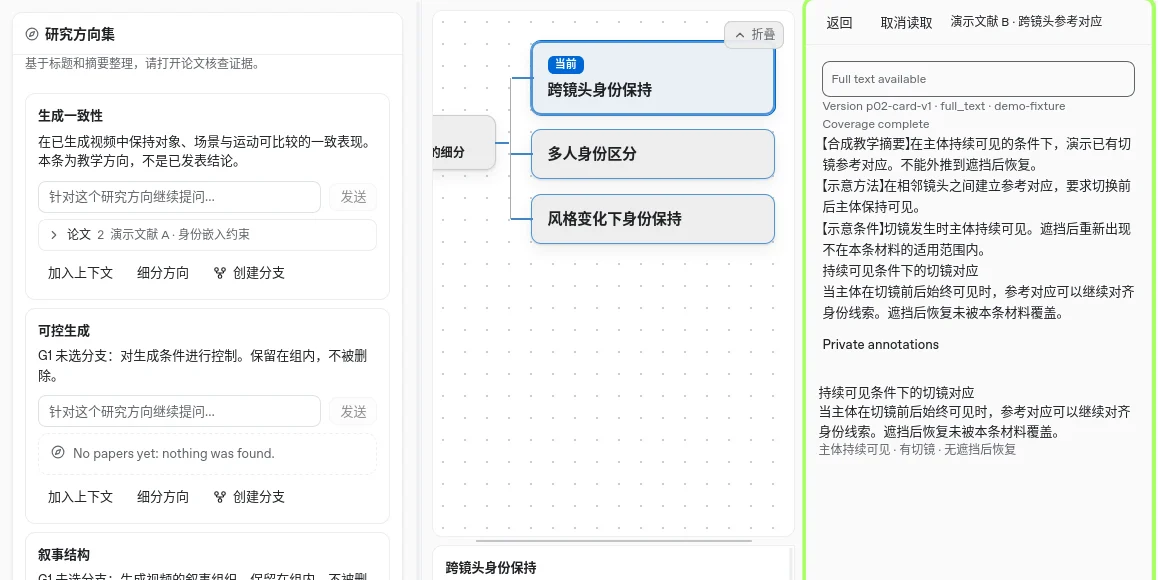 研究方向集
基于标题和摘要整理，请打开论文核查证据。
生成一致性
在已生成视频中保持对象、场景与运动可比较的一致表现。
本条为教学方向，不是已发表结论。
针对这个研究方向继续提问...
发送
论文 2 演示文献 A · 身份嵌入约束
加入上下文 细分方向 创建分支
可控生成
G1 未选分支：对生成条件进行控制。保留在组内，不被删
除。
针对这个研究方向继续提问...
发送
No papers yet: nothing was found.
加入上下文 细分方向 创建分支
叙事结构
G1 未选分支：生成视频的叙事组织。保留在组内，不被删
折叠
当前
跨镜头身份保持
的细分
多人身份区分
风格变化下身份保持
跨镜头身份保持
返回 取消读取 演示文献 B · 跨镜头参考对应
Full text available
Version p02-card-v1 · full_text · demo-fixture
Coverage complete
【合成教学摘要】在主体持续可见的条件下，演示已有切
镜参考对应。不能外推到遮挡后恢复。
【示意方法】在相邻镜头之间建立参考对应，要求切换前
后主体保持可见。
【示意条件】切镜发生时主体持续可见。遮挡后重新出现
不在本条材料的适用范围内。
持续可见条件下的切镜对应
当主体在切镜前后始终可见时，参考对应可以继续对齐
身份线索。遮挡后恢复未被本条材料覆盖。
Private annotations
持续可见条件下的切镜对应
当主体在切镜前后始终可见时，参考对应可以继续对齐
身份线索。遮挡后恢复未被本条材料覆盖。
主体持续可见 · 有切镜 · 无遮挡后恢复